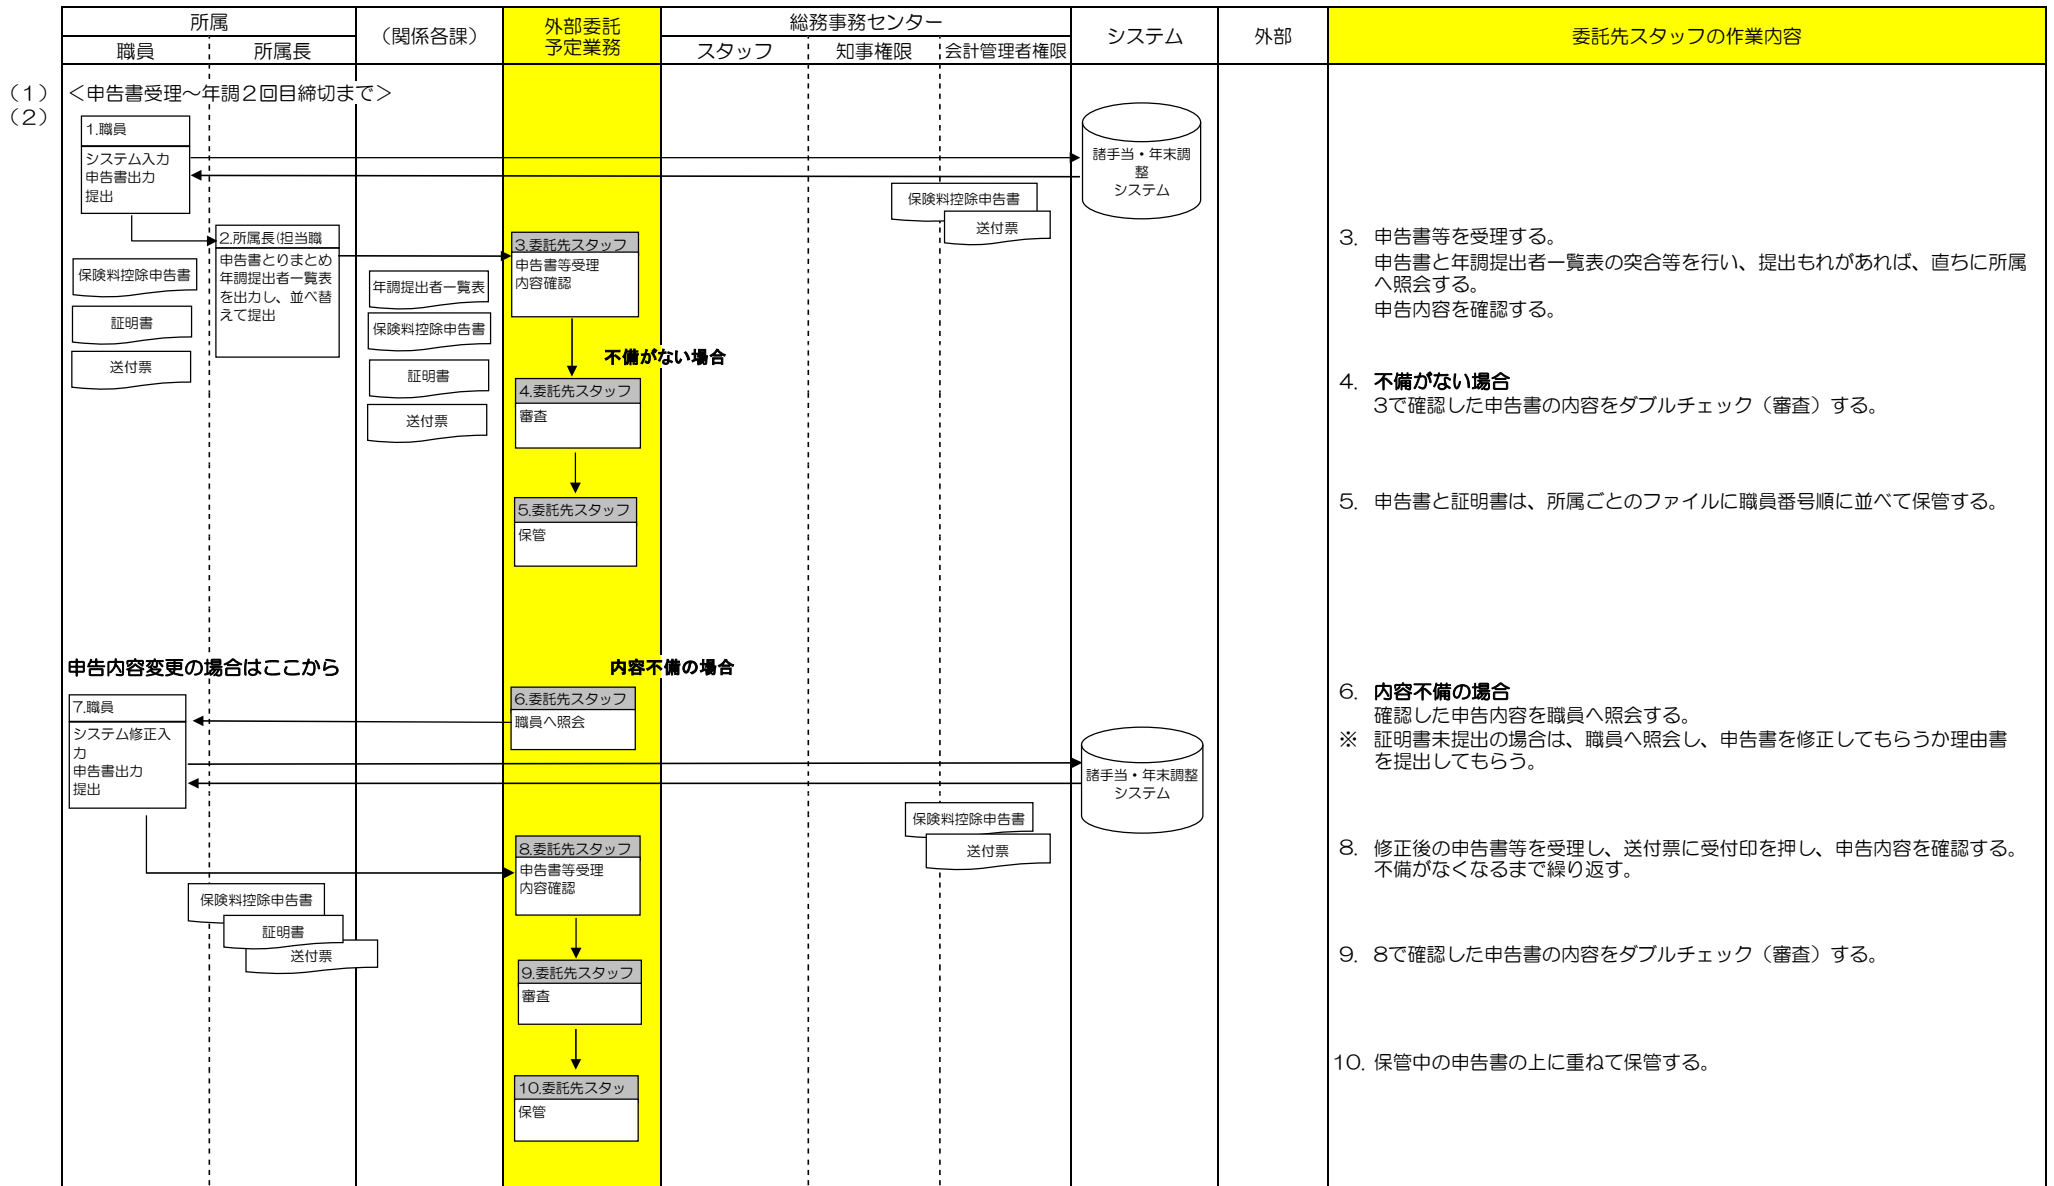 所属
（関係各課）
外部委託
予定業務
総務事務センター
システム
外部
委託先スタッフの作業内容
職員
所属長
スタッフ
知事権限
会計管理者権限
（1）
（2）
＜申告書受理～年調２回目締切まで＞
1.職員
システム入力
申告書出力
提出
諸手当・年末調
整
システム
保険料控除申告書
送付票
2.所属長(担当職
申告書とりまとめ
年調提出者一覧表
を出力し、並べ替
えて提出
保険料控除申告書
証明書
送付票
年調提出者一覧表
保険料控除申告書
証明書
送付票
3.委託先スタッフ
申告書等受理
内容確認
不備がない場合
4.委託先スタッフ
審査
5.委託先スタッフ
保管
3. 申告書等を受理する。
申告書と年調提出者一覧表の突合等を行い、提出もれがあれば、直ちに所属
へ照会する。
申告内容を確認する。
4. 不備がない場合
3で確認した申告書の内容をダブルチェック（審査）する。
5. 申告書と証明書は、所属ごとのファイルに職員番号順に並べて保管する。
申告内容変更の場合はここから
内容不備の場合
7.職員
システム修正入
力
申告書出力
提出
6.委託先スタッフ
職員へ照会
諸手当・年末調整
システム
保険料控除申告書
送付票
8.委託先スタッフ
申告書等受理
内容確認
保険料控除申告書
証明書
送付票
9.委託先スタッフ
審査
10.委託先スタッ
保管
6. 内容不備の場合
確認した申告内容を職員へ照会する。
※ 証明書未提出の場合は、職員へ照会し、申告書を修正してもらうか理由書
を提出してもらう。
8. 修正後の申告書等を受理し、送付票に受付印を押し、申告内容を確認する。
不備がなくなるまで繰り返す。
9. 8で確認した申告書の内容をダブルチェック（審査）する。
10. 保管中の申告書の上に重ねて保管する。